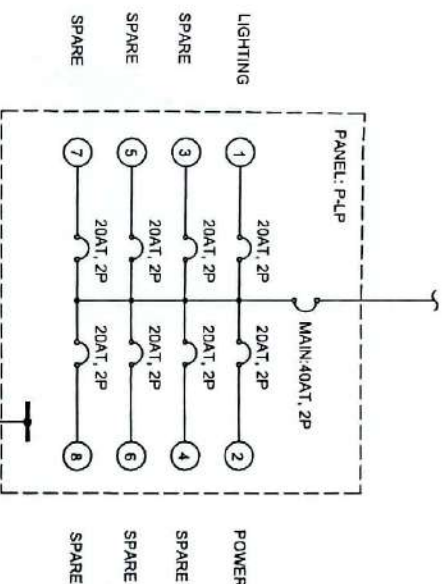 PANEL: P-LP
MAIN:40AT, 2P
LIGHTING
1
20AT, 2P
20AT, 2P
2
POWER
SPARE
3
20AT, 2P
20AT, 2P
4
SPARE
SPARE
5
20AT, 2P
20AT, 2P
6
SPARE
SPARE
7
20AT, 2P
20AT, 2P
8
SPARE